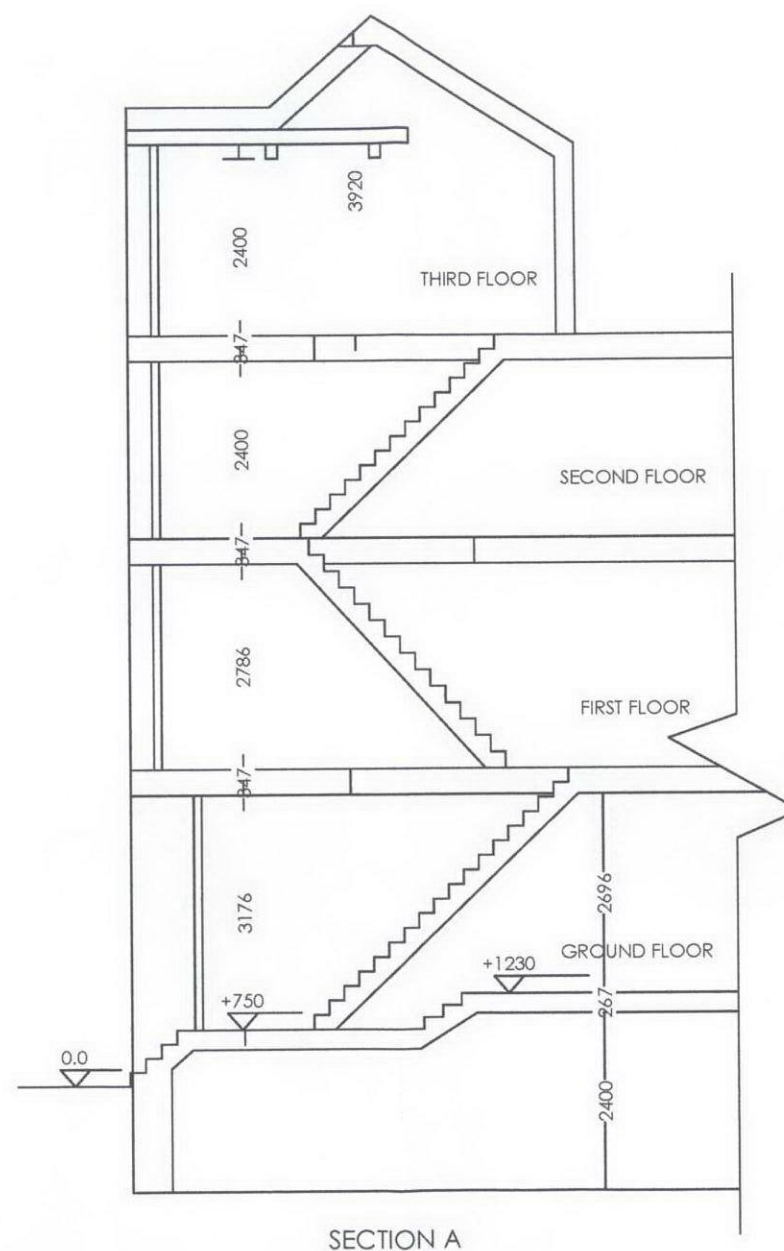 3920
2400
THIRD FLOOR
347
2400
SECOND FLOOR
347
2786
FIRST FLOOR
347
2696
3176
GROUND FLOOR
+1230
+750
267
0.0
2400
SECTION A